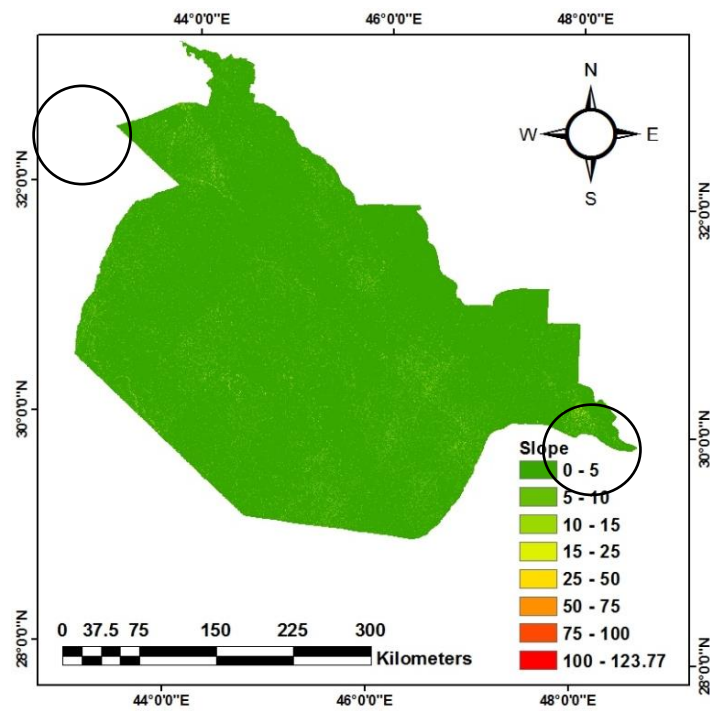 44°0'0"E 46°0'0"E 48°0'0"E
N
W E
S
32°0'0"N
32°0'0"N
30°0'0"N
30°0'0"N
Slope
0 - 5
5 - 10
10 - 15
15 - 25
25 - 50
50 - 75
75 - 100
100 - 123.77
0 37.5 75 150 225 300
Kilometers
28°0'0"N
28°0'0"N
44°0'0"E 46°0'0"E 48°0'0"E